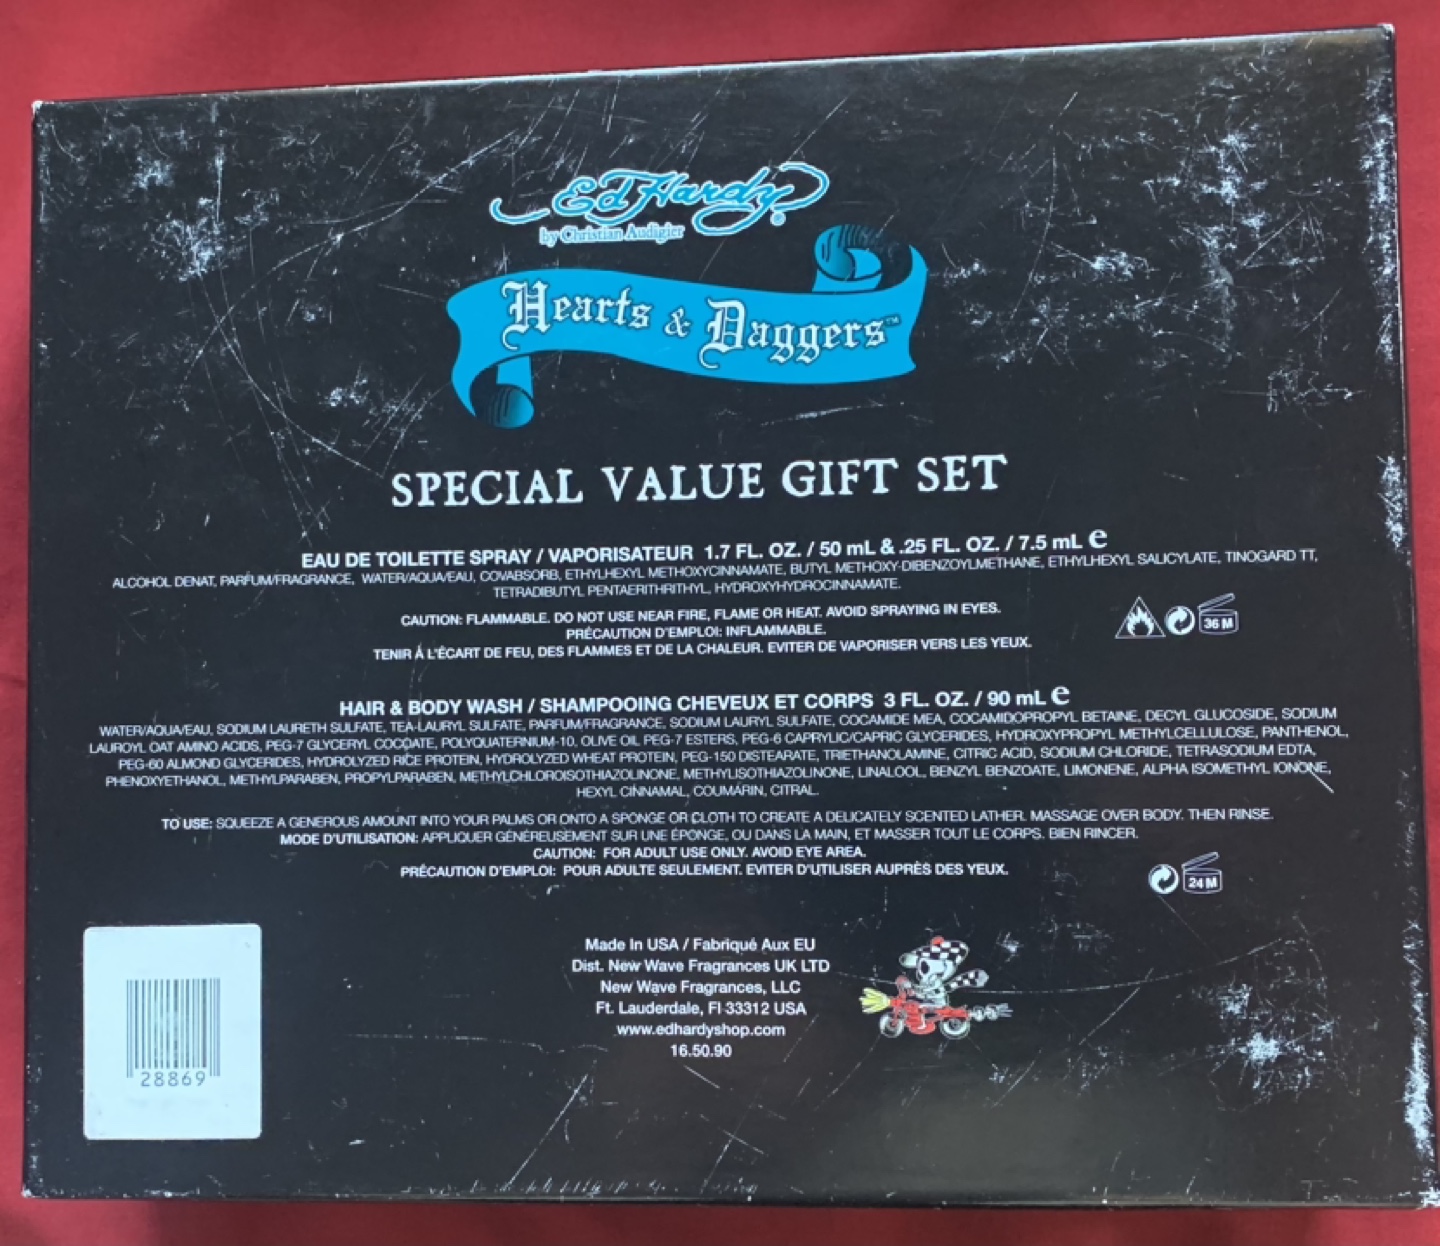 Ed Hardy®
by Christian Audigier
Hearts & Daggers™
SPECIAL VALUE GIFT SET
EAU DE TOILETTE SPRAY / VAPORISATEUR 1.7 FL. OZ. / 50 mL & .25 FL. OZ. / 7.5 mL e
ALCOHOL DENAT, PARFUM/FRAGRANCE, WATER/AQUA/EAU, COVABSORB, ETHYLHEXYL METHOXYCINNAMATE, BUTYL METHOXY-DIBENZOYLMETHANE, ETHYLHEXYL SALICYLATE, TINOGARD TT,
TETRADIBUTYL PENTAERITHRITHYL, HYDROXYHYDROCINNAMATE.
CAUTION: FLAMMABLE. DO NOT USE NEAR FIRE, FLAME OR HEAT. AVOID SPRAYING IN EYES.
PRÉCAUTION D'EMPLOI: INFLAMMABLE.
TENIR Á L'ÉCART DE FEU, DES FLAMMES ET DE LA CHALEUR. EVITER DE VAPORISER VERS LES YEUX.
36 M
HAIR & BODY WASH / SHAMPOOING CHEVEUX ET CORPS 3 FL. OZ. / 90 mL e
WATER/AQUA/EAU, SODIUM LAURETH SULFATE, TEA-LAURYL SULFATE, PARFUM/FRAGRANCE, SODIUM LAURYL SULFATE, COCAMIDE MEA, COCAMIDOPROPYL BETAINE, DECYL GLUCOSIDE, SODIUM
LAUROYL OAT AMINO ACIDS, PEG-7 GLYCERYL COCOATE, POLYQUATERNIUM-10, OLIVE OIL PEG-7 ESTERS, PEG-6 CAPRYLIC/CAPRIC GLYCERIDES, HYDROXYPROPYL METHYLCELLULOSE, PANTHENOL,
PEG-60 ALMOND GLYCERIDES, HYDROLYZED RICE PROTEIN, HYDROLYZED WHEAT PROTEIN, PEG-150 DISTEARATE, TRIETHANOLAMINE, CITRIC ACID, SODIUM CHLORIDE, TETRASODIUM EDTA,
PHENOXYETHANOL, METHYLPARABEN, PROPYLPARABEN, METHYLCHLOROISOTHIAZOLINONE, METHYLISOTHIAZOLINONE, LINALOOL, BENZYL BENZOATE, LIMONENE, ALPHA ISOMETHYL IONONE,
HEXYL CINNAMAL, COUMARIN, CITRAL.
TO USE: SQUEEZE A GENEROUS AMOUNT INTO YOUR PALMS OR ONTO A SPONGE OR CLOTH TO CREATE A DELICATELY SCENTED LATHER. MASSAGE OVER BODY. THEN RINSE.
MODE D'UTILISATION: APPLIQUER GÉNÉREUSEMENT SUR UNE ÉPONGE, OU DANS LA MAIN, ET MASSER TOUT LE CORPS. BIEN RINCER.
CAUTION: FOR ADULT USE ONLY. AVOID EYE AREA.
PRÉCAUTION D'EMPLOI: POUR ADULTE SEULEMENT. EVITER D'UTILISER AUPRÈS DES YEUX.
24 M
Made In USA / Fabriqué Aux EU
Dist. New Wave Fragrances UK LTD
New Wave Fragrances, LLC
Ft. Lauderdale, Fl 33312 USA
www.edhardyshop.com
16.50.90
28869